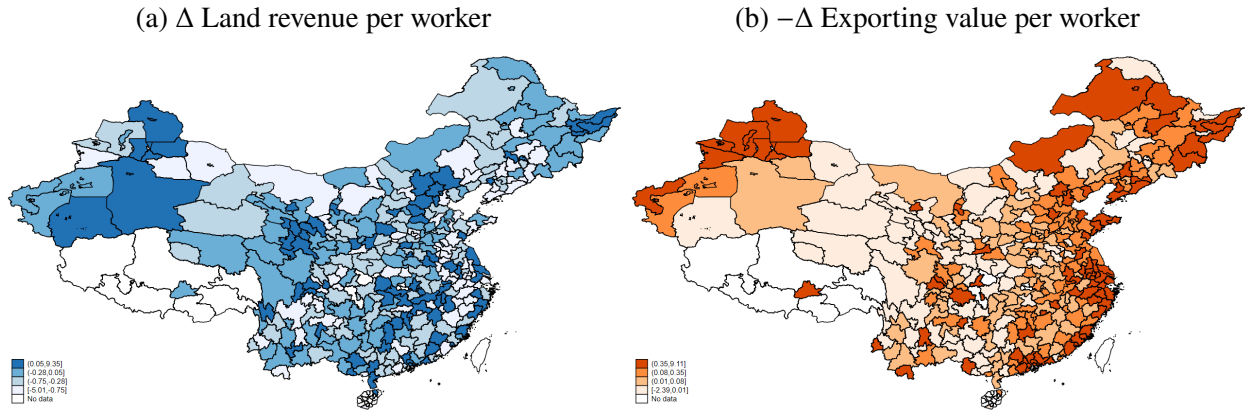 (a) Δ Land revenue per worker
(b) −Δ Exporting value per worker
(0.05,9.35]
(-0.28,0.05]
(-0.75,-0.28]
[-5.01,-0.75]
No data
(0.35,9.11]
(0.08,0.35]
(0.01,0.08]
[-2.39,0.01]
No data